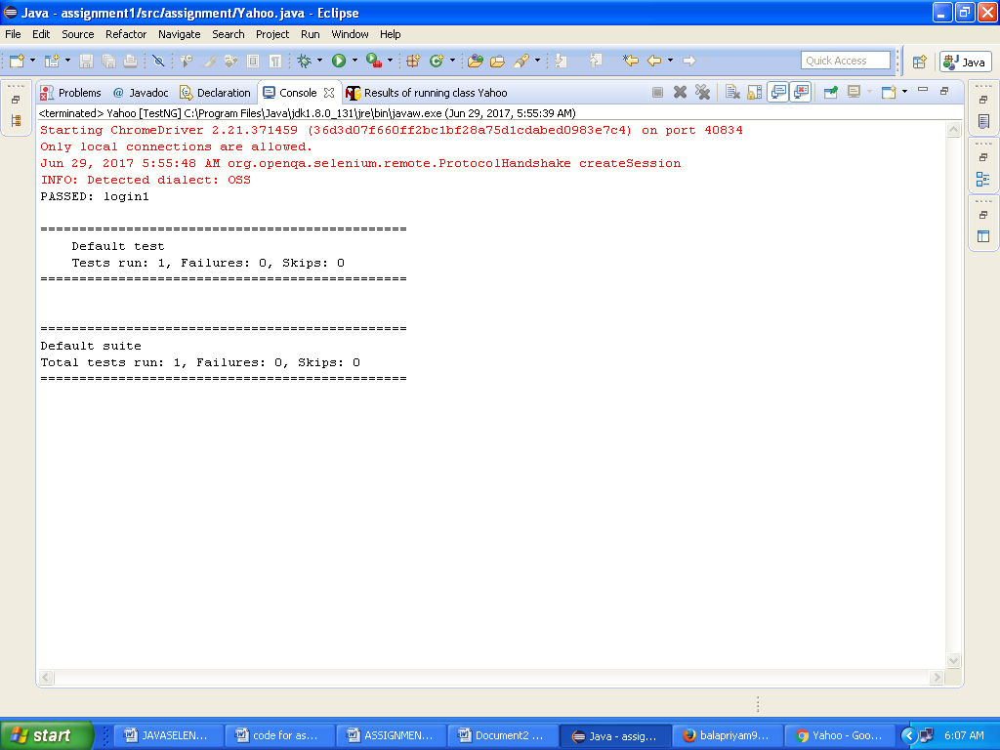 Java - assignment1/src/assignment/Yahoo.java - Eclipse
File Edit Source Refactor Navigate Search Project Run Window Help
Quick Access
Java
Problems @ Javadoc Declaration Console Results of running class Yahoo
<terminated> Yahoo [TestNG] C:\Program Files\Java\jdk1.8.0_131\jre\bin\javaw.exe (Jun 29, 2017, 5:55:39 AM)
Starting ChromeDriver 2.21.371459 (36d3d07f660ff2bc1bf28a75d1cdabed0983e7c4) on port 40834
Only local connections are allowed.
Jun 29, 2017 5:55:48 AM org.openqa.selenium.remote.ProtocolHandshake createSession
INFO: Detected dialect: OSS
PASSED: login1
===============================================
Default test
Tests run: 1, Failures: 0, Skips: 0
===============================================
===============================================
Default suite
Total tests run: 1, Failures: 0, Skips: 0
===============================================
start JAVASELEN... code for as... ASSIGNMEN... Document2 ... Java - assig... balapriyam9... Yahoo - Goo... 6:07 AM